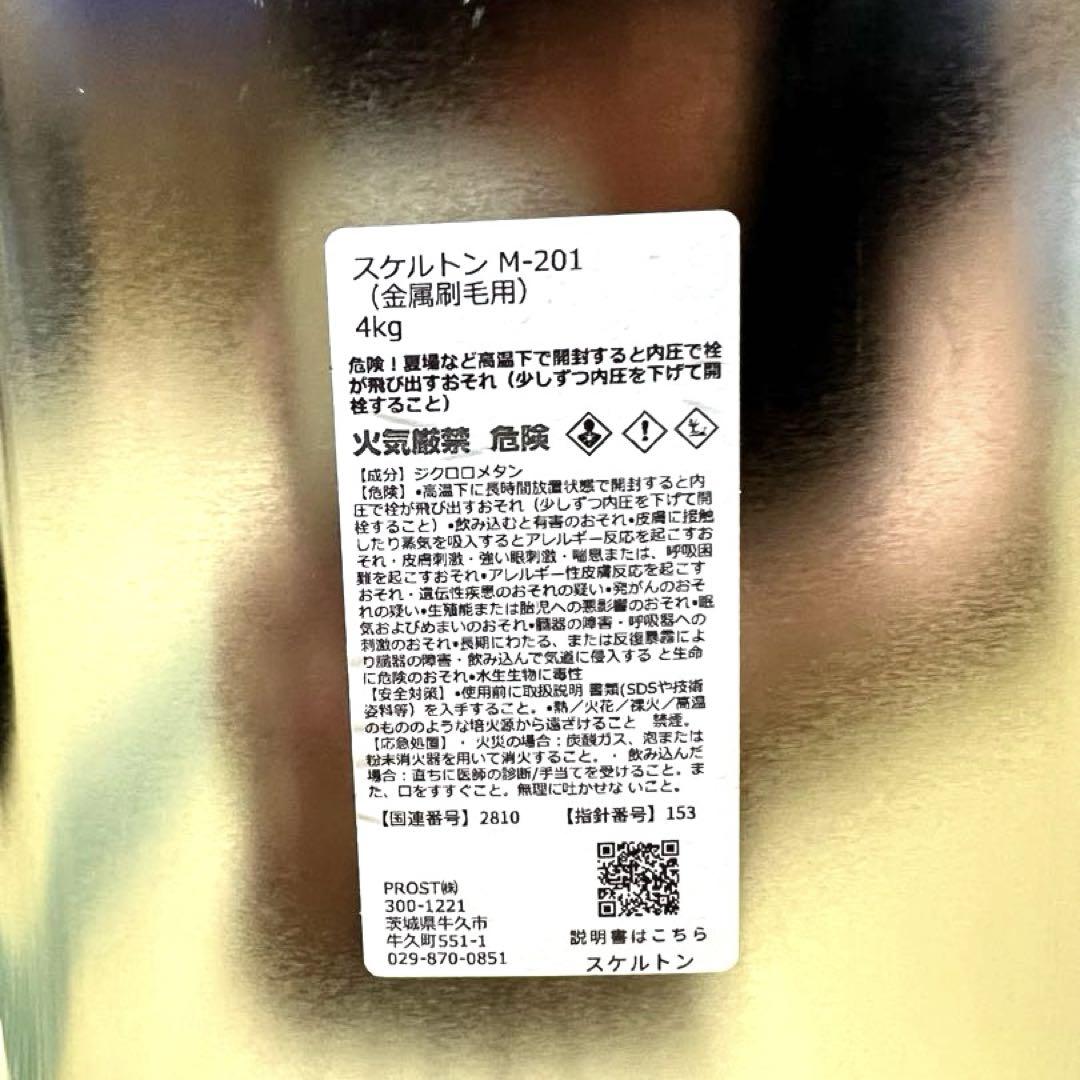 スケルトン M-201
（金属刷毛用）
4kg
危険！夏場など高温下で開封すると内圧で栓
が飛び出すおそれ（少しずつ内圧を下げて開
栓すること）
火気厳禁 危険
【成分】ジクロロメタン
【危険】•高温下に長時間放置状態で開封すると内
圧で栓が飛び出すおそれ（少しずつ内圧を下げて開
栓すること）•飲み込むと有害のおそれ•皮膚に接触
したり蒸気を吸入するとアレルギー反応を起こすお
それ・皮膚刺激・強い眼刺激・喘息または、呼吸困
難を起こすおそれ•アレルギー性皮膚反応を起こす
おそれ・遺伝性疾患のおそれの疑い•発がんのおそ
れの疑い•生殖能または胎児への悪影響のおそれ•眠
気およびめまいのおそれ•臓器の障害・呼吸器への
刺激のおそれ•長期にわたる、または反復暴露によ
り臓器の障害・飲み込んで気道に侵入する と生命
に危険のおそれ•水生生物に毒性
【安全対策】•使用前に取扱説明 書類(SDSや技術
資料等）を入手すること。•熱／火花／裸火／高温
のもののような培火源から遠ざけること　禁煙。
【応急処置】・ 火災の場合：炭酸ガス、泡または
粉末消火器を用いて消火すること。・ 飲み込んだ
場合：直ちに医師の診断/手当てを受けること。ま
た、口をすすぐこと。無理に吐かせな いこと。
【国連番号】2810　【指針番号】153
PROST㈱
300-1221
茨城県牛久市
牛久町551-1
029-870-0851
説明書はこちら
スケルトン